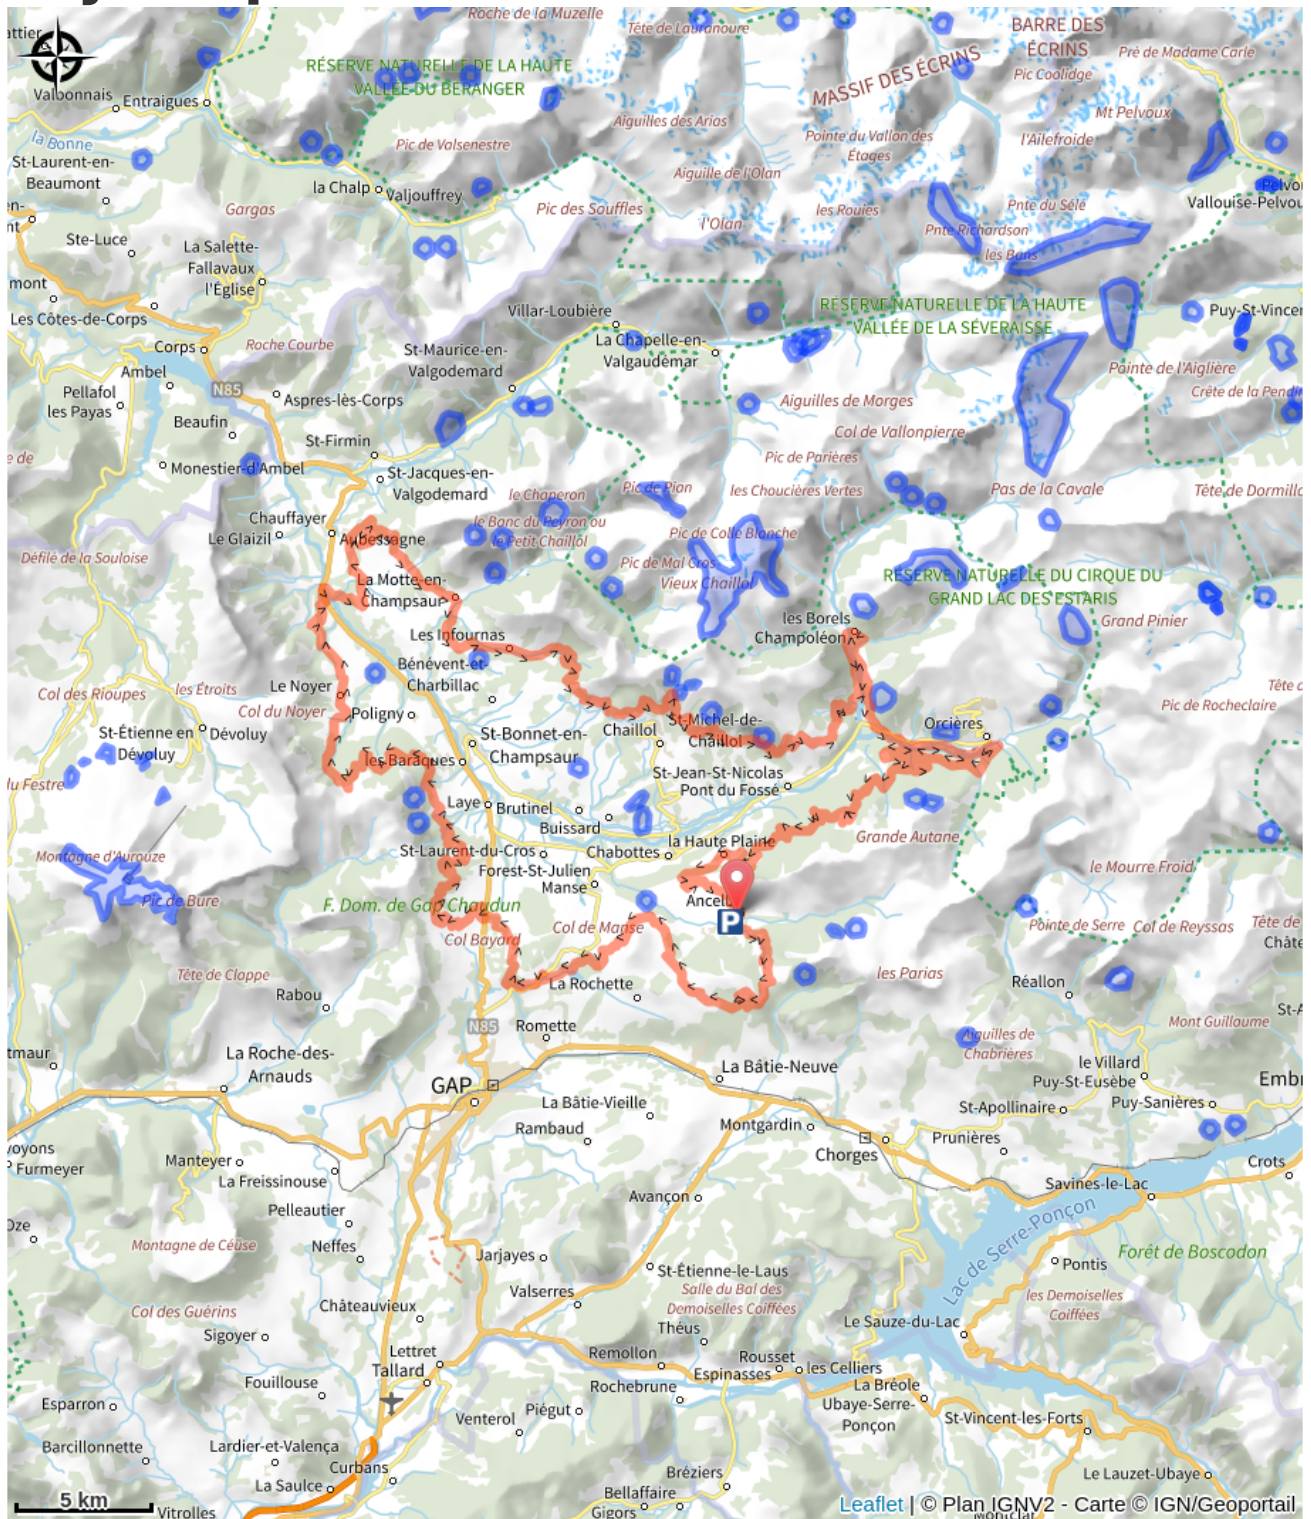 Roche de la Muzelle
Tête de Lauranoure
BARRE DES
ÉCRINS
Pré de Madame Carle
RÉSERVE NATURELLE DE LA HAUTE
VALLÉE DU BÉRANGER
MASSIF DES ÉCRINS
Pic Coolidge
Valbonnais
Entraigues
Mt Pelvoux
la Bonne
Aiguilles des Arias
Pointe du Vallon des
Étages
l'Ailefroide
Pic de Valsenestre
St-Laurent-en-
Beaumont
la Chalp
Valjouffrey
Aiguille de l'Olan
Vallouise-Pelvou
Gargas
Pic des Souffles
les Rouies
Pnte du Sélé
l'Olan
Pnte Richardson
les Bans
Ste-Luce
La Salette-
Fallavaux
l'Église
mont
Les Côtes-de-Corps
Villar-Loubière
RÉSERVE NATURELLE DE LA HAUTE
VALLÉE DE LA SÉVERAISSE
Puy-St-Vincen
Corps
Roche Courbe
St-Maurice-en-
Valgodemard
La Chapelle-en-
Valgaudémar
Ambel
N85
Pointe de l'Aiglière
Pellafol
les Payas
Aspres-lès-Corps
Aiguilles de Morges
Crête de la Pendin
Beaufin
St-Firmin
Col de Vallonpierre
e de
Monestier-d'Ambel
St-Jacques-en-
Valgodemard
Pic de Parières
le Chaperon
Pic de Pian
les Choucières Vertes
Pas de la Cavale
Tête de Dormillo
Chauffayer
Le Glaizil
Aubessagne
le Banc du Peyron ou
le Petit Chaillol
Pic de Colle Blanche
Défilé de la Souloise
Pic de Mal Cros
Vieux Chaillol
RÉSERVE NATURELLE DU CIRQUE DU
GRAND LAC DES ESTARIS
La Motte-en-
Champsaur
Les Infournas
les Borels
Champoléon
Grand Pinier
Bénévent-et-
Charbillac
Col des Rioupes
les Étroits
Le Noyer
Col du Noyer
Poligny
Pic de Rocheclaire
St-Étienne en
Dévoluy
Dévoluy
St-Bonnet-en-
Champsaur
Chaillol
St-Michel-de-
Chaillol
Orcières
les Baraques
du Festre
St-Jean-St-Nicolas
Pont du Fossé
Laye
Brutinel
Buissard
Grande Autane
Montagne d'Aurouze
St-Laurent-du-Cros
Chabottes
la Haute Plaine
le Mourre Froid
Forest-St-Julien
Manse
Pic de Bure
F. Dom. de Gap Chaudun
Ancelle
P
Col Bayard
Col de Manse
Pointe de Serre
Col de Reyssas
Tête de
Tête de Clappe
Rabou
La Rochette
les Parias
Réallon
N85
Romette
Mont Guillaume
Aiguilles de
Chabrières
tmaur
La Roche-des-
Arnauds
GAP
La Bâtie-Neuve
le Villard
Puy-St-Eusèbe
Embr
La Bâtie-Vieille
St-Apollinaire
Puy-Sanières
Rambaud
Montgardin
Prunières
Chorges
voyons
Furmeyer
Manteyer
La Freissinouse
Crots
Savines-le-Lac
Avançon
Pelleautier
Oze
Neffes
Lac de Serre-Ponçon
Montagne de Céüse
Jarjayes
Forêt de Boscodon
Pontis
St-Étienne-le-Laus
Salle du Bal des
Demoiselles Coiffées
Valserres
les Demoiselles
Coiffées
Col des Guérins
Châteauvieux
Sigoyer
Théus
Le Sauze-du-Lac
Lettret
Tallard
Remollon
Rousset
Espinasses
les Celliers
Fouillouse
Rochebrune
La Bréole
Ubaye-Serre-
Ponçon
Esparron
Venterol
Piégut
St-Vincent-les-Forts
Barcillonnette
Lardier-et-Valença
Curbans
La Saulce
Bréziers
Le Lauzet-Ubaye
5 km
Vitrolles
Bellaffaire
Gigors
Leaflet | © Plan IGNV2 - Carte © IGN/Geoportail